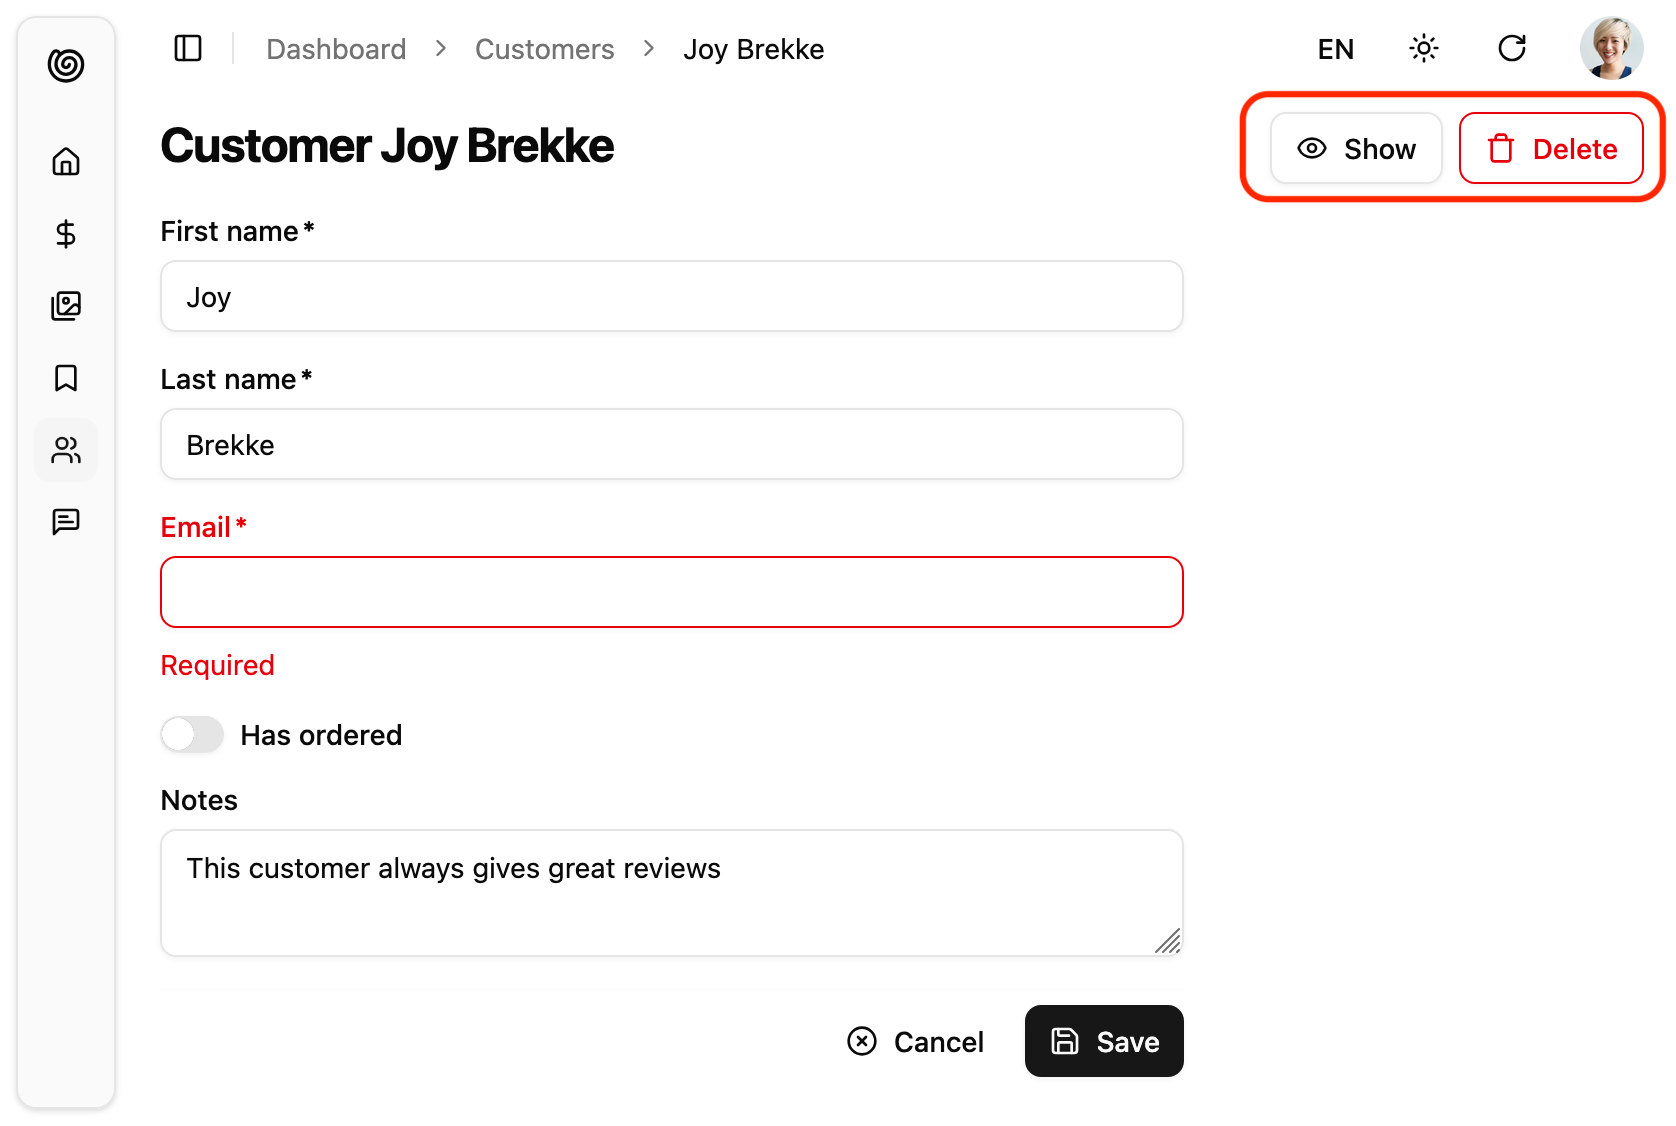 Dashboard > Customers > Joy Brekke
EN
Customer Joy Brekke
Show
Delete
First name*
Joy
Last name*
Brekke
Email*
Required
Has ordered
Notes
This customer always gives great reviews
Cancel
Save